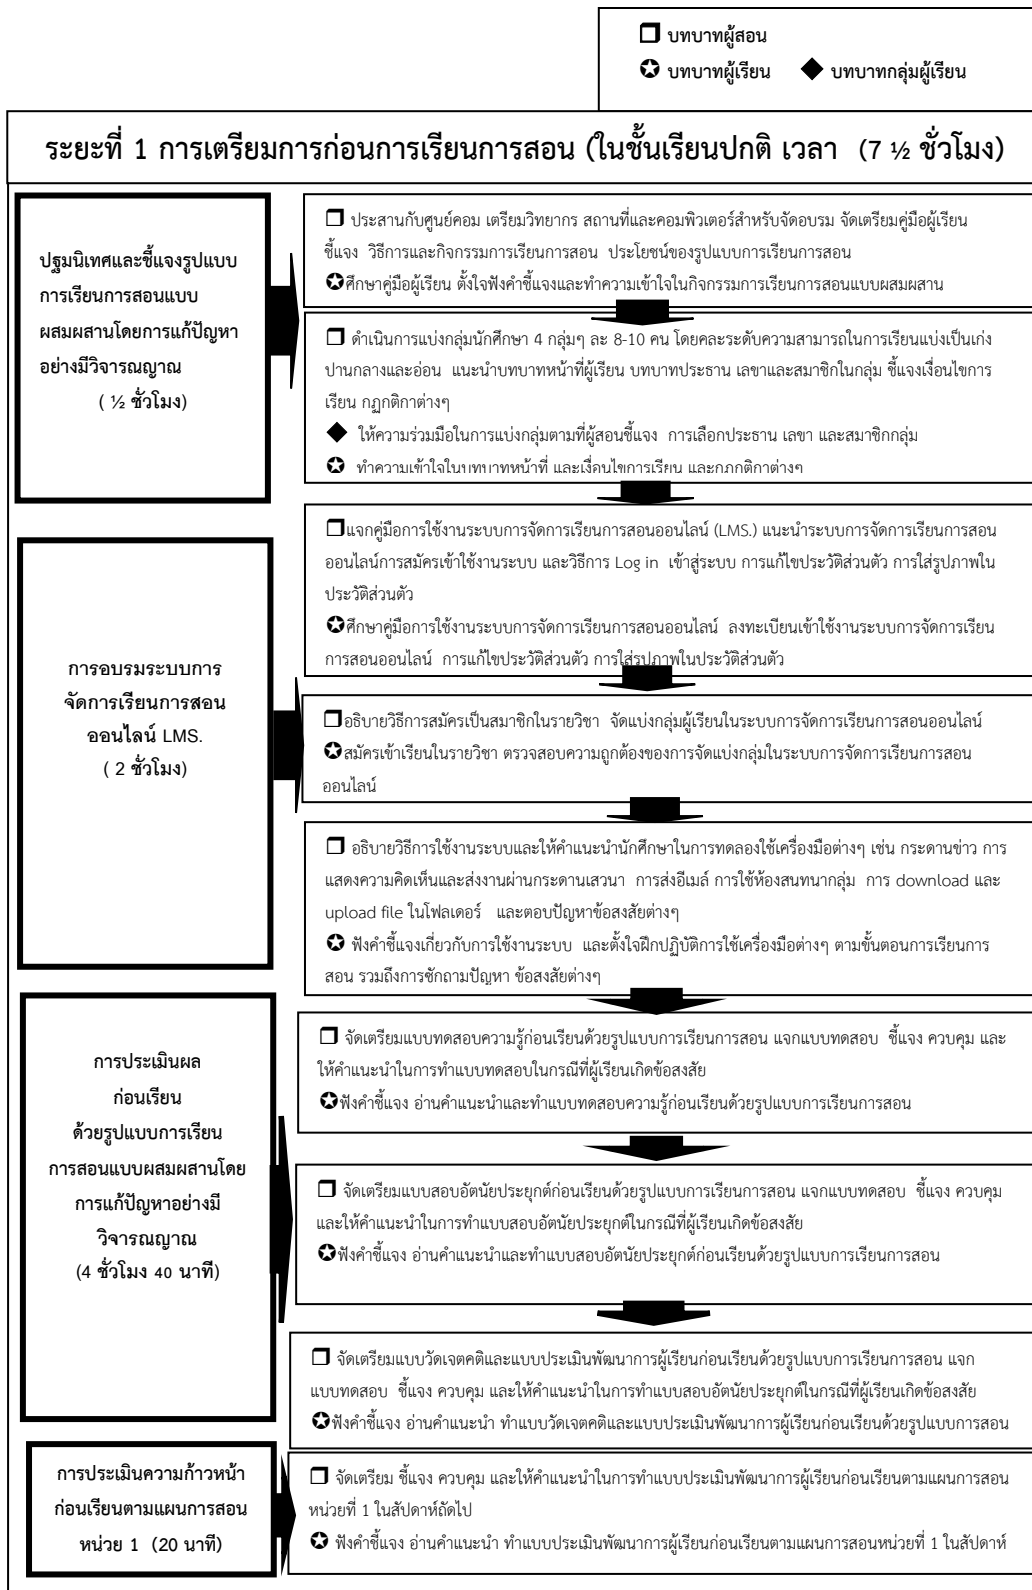 ❒ บทบาทผู้สอน
✪ บทบาทผู้เรียน ◆ บทบาทกลุ่มผู้เรียน
ระยะที่ 1 การเตรียมการก่อนการเรียนการสอน (ในชั้นเรียนปกติ เวลา (7 ½ ชั่วโมง)
ปฐมนิเทศและชี้แจงรูปแบบ
การเรียนการสอนแบบ
ผสมผสานโดยการแก้ปัญหา
อย่างมีวิจารณญาณ
( ½ ชั่วโมง)
❒ ประสานกับศูนย์คอม เตรียมวิทยากร สถานที่และคอมพิวเตอร์สำหรับจัดอบรม จัดเตรียมคู่มือผู้เรียน
ชี้แจง วิธีการและกิจกรรมการเรียนการสอน ประโยชน์ของรูปแบบการเรียนการสอน
✪ศึกษาคู่มือผู้เรียน ตั้งใจฟังคำชี้แจงและทำความเข้าใจในกิจกรรมการเรียนการสอนแบบผสมผสาน
❒ ดำเนินการแบ่งกลุ่มนักศึกษา 4 กลุ่มๆ ละ 8-10 คน โดยคละระดับความสามารถในการเรียนแบ่งเป็นเก่ง
ปานกลางและอ่อน แนะนำบทบาทหน้าที่ผู้เรียน บทบาทประธาน เลขาและสมาชิกในกลุ่ม ชี้แจงเงื่อนไขการ
เรียน กฏกติกาต่างๆ
◆ ให้ความร่วมมือในการแบ่งกลุ่มตามที่ผู้สอนชี้แจง การเลือกประธาน เลขา และสมาชิกกลุ่ม
✪ ทำความเข้าใจในบทบาทหน้าที่ และเงื่อนไขการเรียน และกฎกติกาต่างๆ
การอบรมระบบการ
จัดการเรียนการสอน
ออนไลน์ LMS.
( 2 ชั่วโมง)
❒แจกคู่มือการใช้งานระบบการจัดการเรียนการสอนออนไลน์ (LMS.) แนะนำระบบการจัดการเรียนการสอน
ออนไลน์การสมัครเข้าใช้งานระบบ และวิธีการ Log in เข้าสู่ระบบ การแก้ไขประวัติส่วนตัว การใส่รูปภาพใน
ประวัติส่วนตัว
✪ศึกษาคู่มือการใช้งานระบบการจัดการเรียนการสอนออนไลน์ ลงทะเบียนเข้าใช้งานระบบการจัดการเรียน
การสอนออนไลน์ การแก้ไขประวัติส่วนตัว การใส่รูปภาพในประวัติส่วนตัว
❒อธิบายวิธีการสมัครเป็นสมาชิกในรายวิชา จัดแบ่งกลุ่มผู้เรียนในระบบการจัดการเรียนการสอนออนไลน์
✪สมัครเข้าเรียนในรายวิชา ตรวจสอบความถูกต้องของการจัดแบ่งกลุ่มในระบบการจัดการเรียนการสอน
ออนไลน์
❒ อธิบายวิธีการใช้งานระบบและให้คำแนะนำนักศึกษาในการทดลองใช้เครื่องมือต่างๆ เช่น กระดานข่าว การ
แสดงความคิดเห็นและส่งงานผ่านกระดานเสวนา การส่งอีเมล์ การใช้ห้องสนทนากลุ่ม การ download และ
upload file ในโฟลเดอร์ และตอบปัญหาข้อสงสัยต่างๆ
✪ ฟังคำชี้แจงเกี่ยวกับการใช้งานระบบ และตั้งใจฝึกปฏิบัติการใช้เครื่องมือต่างๆ ตามขั้นตอนการเรียนการ
สอน รวมถึงการซักถามปัญหา ข้อสงสัยต่างๆ
การประเมินผล
ก่อนเรียน
ด้วยรูปแบบการเรียน
การสอนแบบผสมผสานโดย
การแก้ปัญหาอย่างมี
วิจารณญาณ
(4 ชั่วโมง 40 นาที)
❒ จัดเตรียมแบบทดสอบความรู้ก่อนเรียนด้วยรูปแบบการเรียนการสอน แจกแบบทดสอบ ชี้แจง ควบคุม และ
ให้คำแนะนำในการทำแบบทดสอบในกรณีที่ผู้เรียนเกิดข้อสงสัย
✪ฟังคำชี้แจง อ่านคำแนะนำและทำแบบทดสอบความรู้ก่อนเรียนด้วยรูปแบบการเรียนการสอน
❒ จัดเตรียมแบบสอบอัตนัยประยุกต์ก่อนเรียนด้วยรูปแบบการเรียนการสอน แจกแบบทดสอบ ชี้แจง ควบคุม
และให้คำแนะนำในการทำแบบสอบอัตนัยประยุกต์ในกรณีที่ผู้เรียนเกิดข้อสงสัย
✪ฟังคำชี้แจง อ่านคำแนะนำและทำแบบสอบอัตนัยประยุกต์ก่อนเรียนด้วยรูปแบบการเรียนการสอน
❒ จัดเตรียมแบบวัดเจตคติและแบบประเมินพัฒนาการผู้เรียนก่อนเรียนด้วยรูปแบบการเรียนการสอน แจก
แบบทดสอบ ชี้แจง ควบคุม และให้คำแนะนำในการทำแบบสอบอัตนัยประยุกต์ในกรณีที่ผู้เรียนเกิดข้อสงสัย
✪ฟังคำชี้แจง อ่านคำแนะนำ ทำแบบวัดเจตคติและแบบประเมินพัฒนาการผู้เรียนก่อนเรียนด้วยรูปแบบการสอน
การประเมินความก้าวหน้า
ก่อนเรียนตามแผนการสอน
หน่วย 1 (20 นาที)
❒ จัดเตรียม ชี้แจง ควบคุม และให้คำแนะนำในการทำแบบประเมินพัฒนาการผู้เรียนก่อนเรียนตามแผนการสอน
หน่วยที่ 1 ในสัปดาห์ถัดไป
✪ ฟังคำชี้แจง อ่านคำแนะนำ ทำแบบประเมินพัฒนาการผู้เรียนก่อนเรียนตามแผนการสอนหน่วยที่ 1 ในสัปดาห์